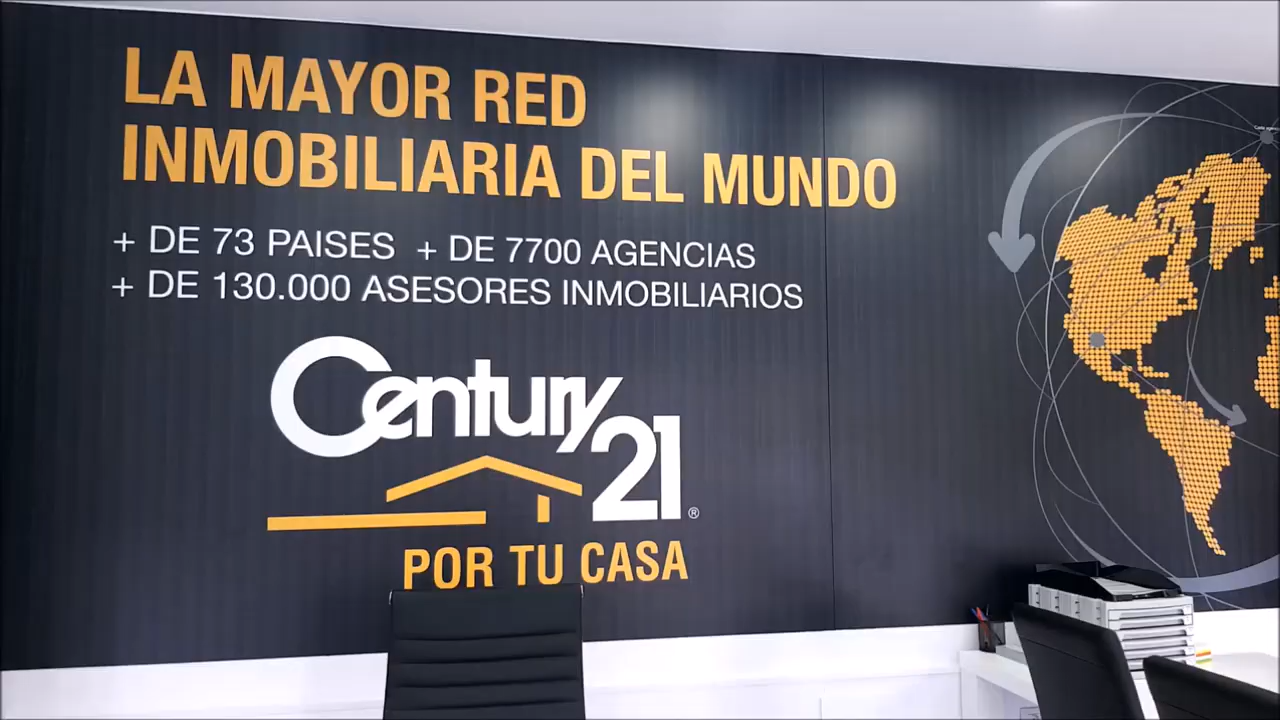 LA MAYOR RED
INMOBILIARIA DEL MUNDO
+ DE 73 PAISES + DE 7700 AGENCIAS
+ DE 130.000 ASESORES INMOBILIARIOS
Century
21®
POR TU CASA